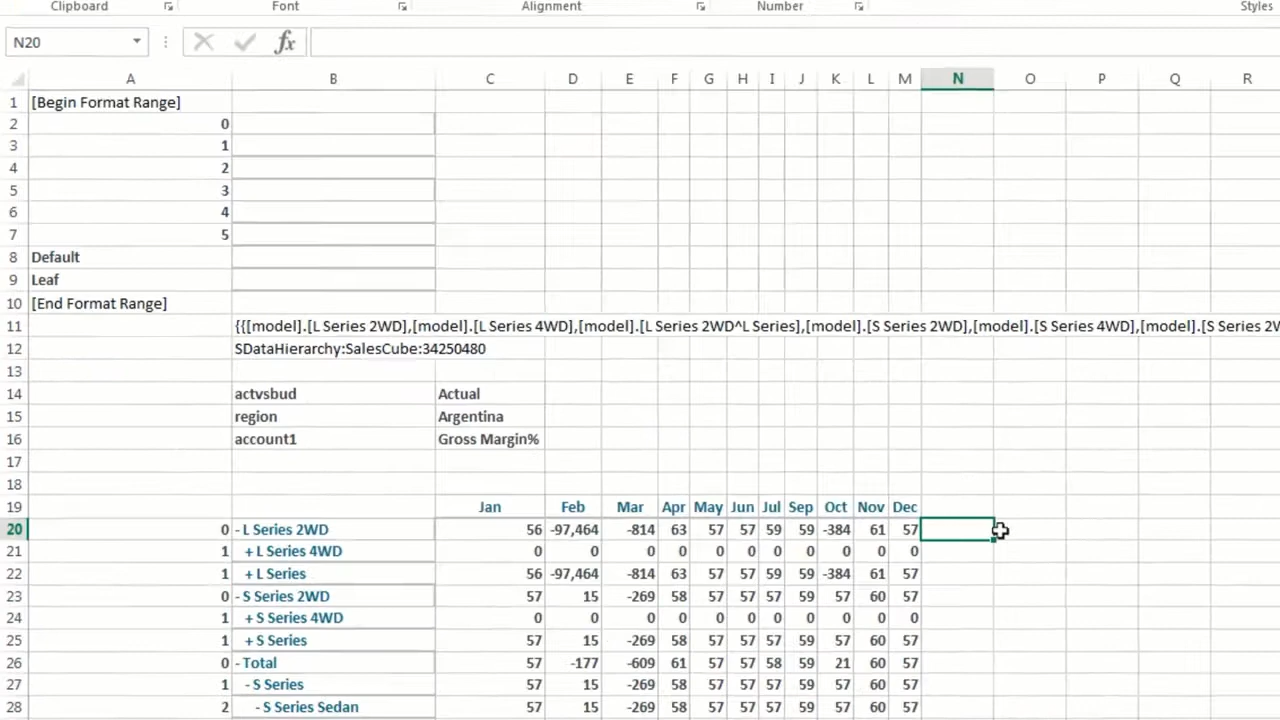 Clipboard Font Alignment Number Styles
N20 fx
A B C D E F G H I J K L M N O P Q R
1 [Begin Format Range]
2 0
3 1
4 2
5 3
6 4
7 5
8 Default
9 Leaf
10 [End Format Range]
11 {{[model].[L Series 2WD],[model].[L Series 4WD],[model].[L Series 2WD^L Series],[model].[S Series 2WD],[model].[S Series 4WD],[model].[S Series 2W
12 SDataHierarchy:SalesCube:34250480
13
14 actvsbud Actual
15 region Argentina
16 account1 Gross Margin%
17
18
19 Jan Feb Mar Apr May Jun Jul Sep Oct Nov Dec
20 0 - L Series 2WD 56 -97,464 -814 63 57 57 59 59 -384 61 57
21 1 + L Series 4WD 0 0 0 0 0 0 0 0 0 0 0
22 1 + L Series 56 -97,464 -814 63 57 57 59 59 -384 61 57
23 0 - S Series 2WD 57 15 -269 58 57 57 57 59 57 60 57
24 1 + S Series 4WD 0 0 0 0 0 0 0 0 0 0 0
25 1 + S Series 57 15 -269 58 57 57 57 59 57 60 57
26 0 - Total 57 -177 -609 61 57 57 58 59 21 60 57
27 1 - S Series 57 15 -269 58 57 57 57 59 57 60 57
28 2 - S Series Sedan 57 15 -269 58 57 57 57 59 57 60 57